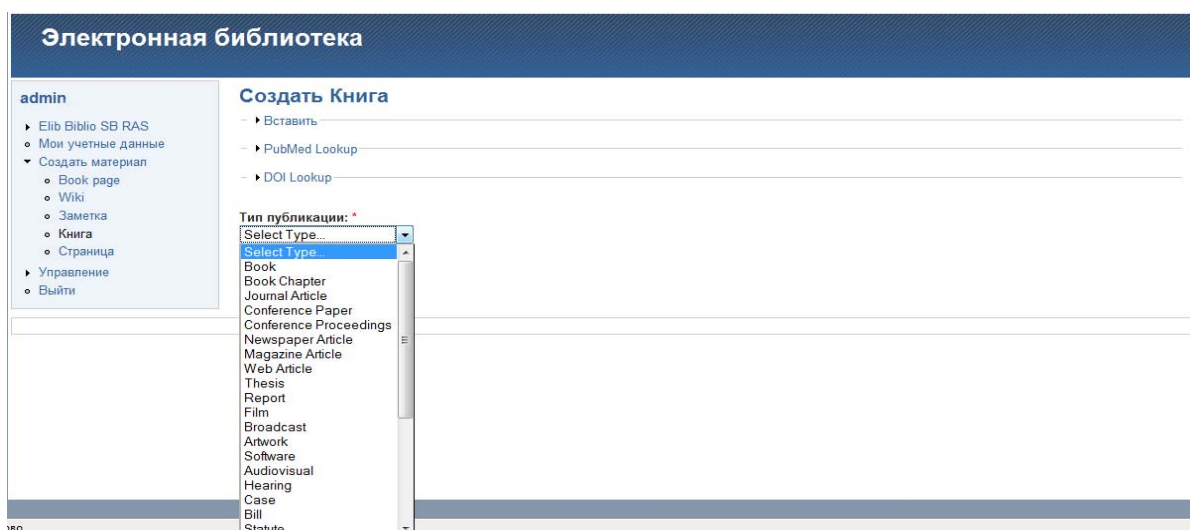 Электронная библиотека
admin
Elib Biblio SB RAS
Мои учетные данные
Создать материал
Book page
Wiki
Заметка
Книга
Страница
Управление
Выйти
Создать Книга
Вставить
PubMed Lookup
DOI Lookup
Тип публикации: *
Select Type...
Select Type...
Book
Book Chapter
Journal Article
Conference Paper
Conference Proceedings
Newspaper Article
Magazine Article
Web Article
Thesis
Report
Film
Broadcast
Artwork
Software
Audiovisual
Hearing
Case
Bill
Statute